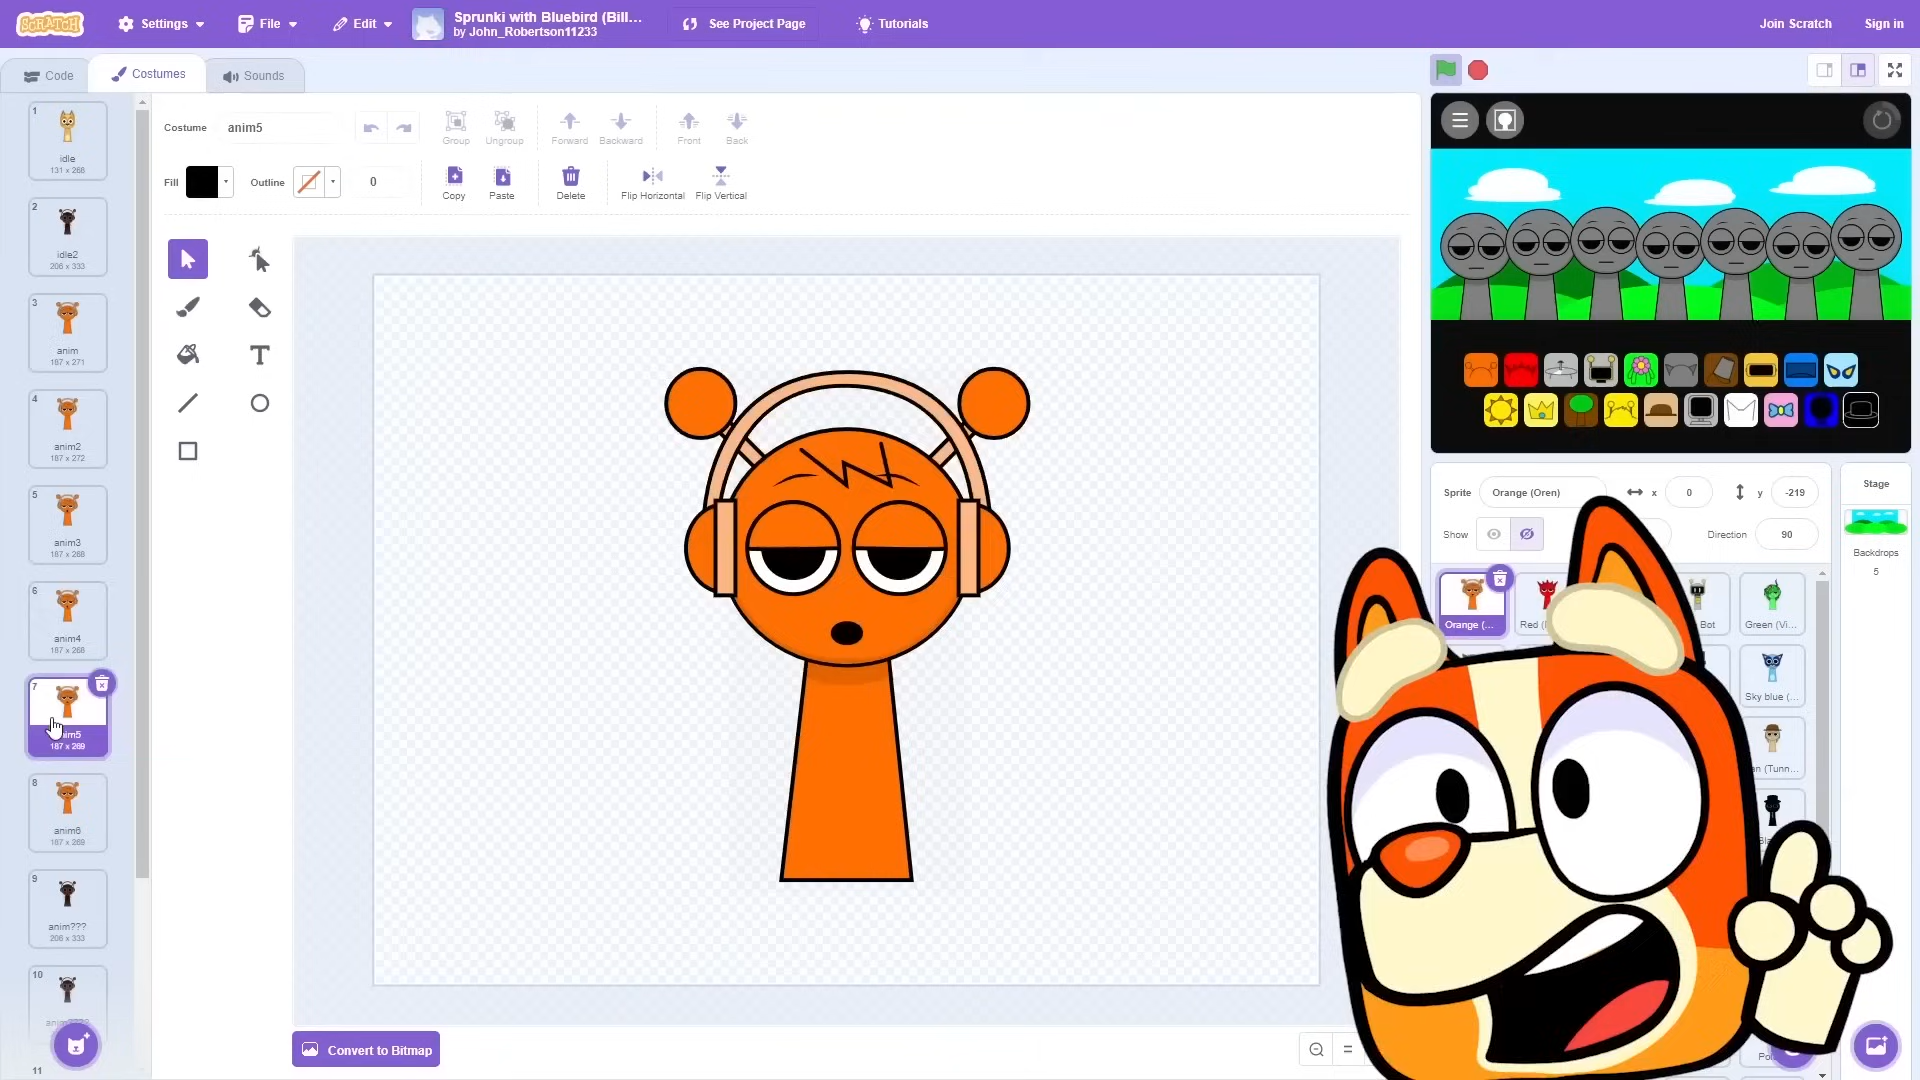 SCRATCH
Settings
File
Edit
Sprunki with Bluebird (Bill...
by John_Robertson11233
See Project Page
Tutorials
Join Scratch
Sign in
Code
Costumes
Sounds
Costume
anim5
Group
Ungroup
Forward
Backward
Front
Back
Fill
Outline
0
Copy
Paste
Delete
Flip Horizontal
Flip Vertical
1
idle
131 x 268
2
idle2
206 x 333
3
anim
187 x 271
4
anim2
187 x 272
5
anim3
187 x 268
6
anim4
187 x 268
7
187 x 269
8
anim6
187 x 269
9
anim???
206 x 333
10
11
Convert to Bitmap
Sprite
Orange (Oren)
x
0
y
-219
Show
Direction
90
Stage
Backdrops
5
Orange (...
Red (
Bot
Green (Vi...
Sky blue (...
(Tunn...